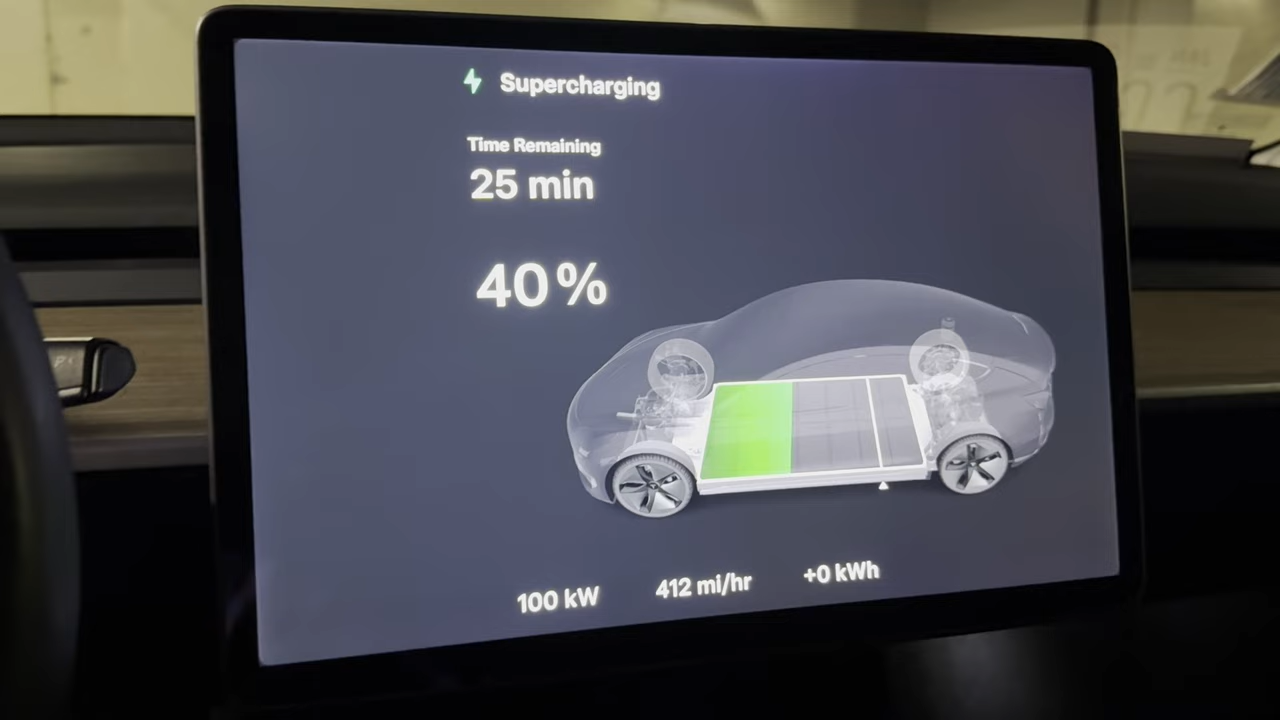 Supercharging
Time Remaining
25 min
40%
100 kW
412 mi/hr
+0 kWh